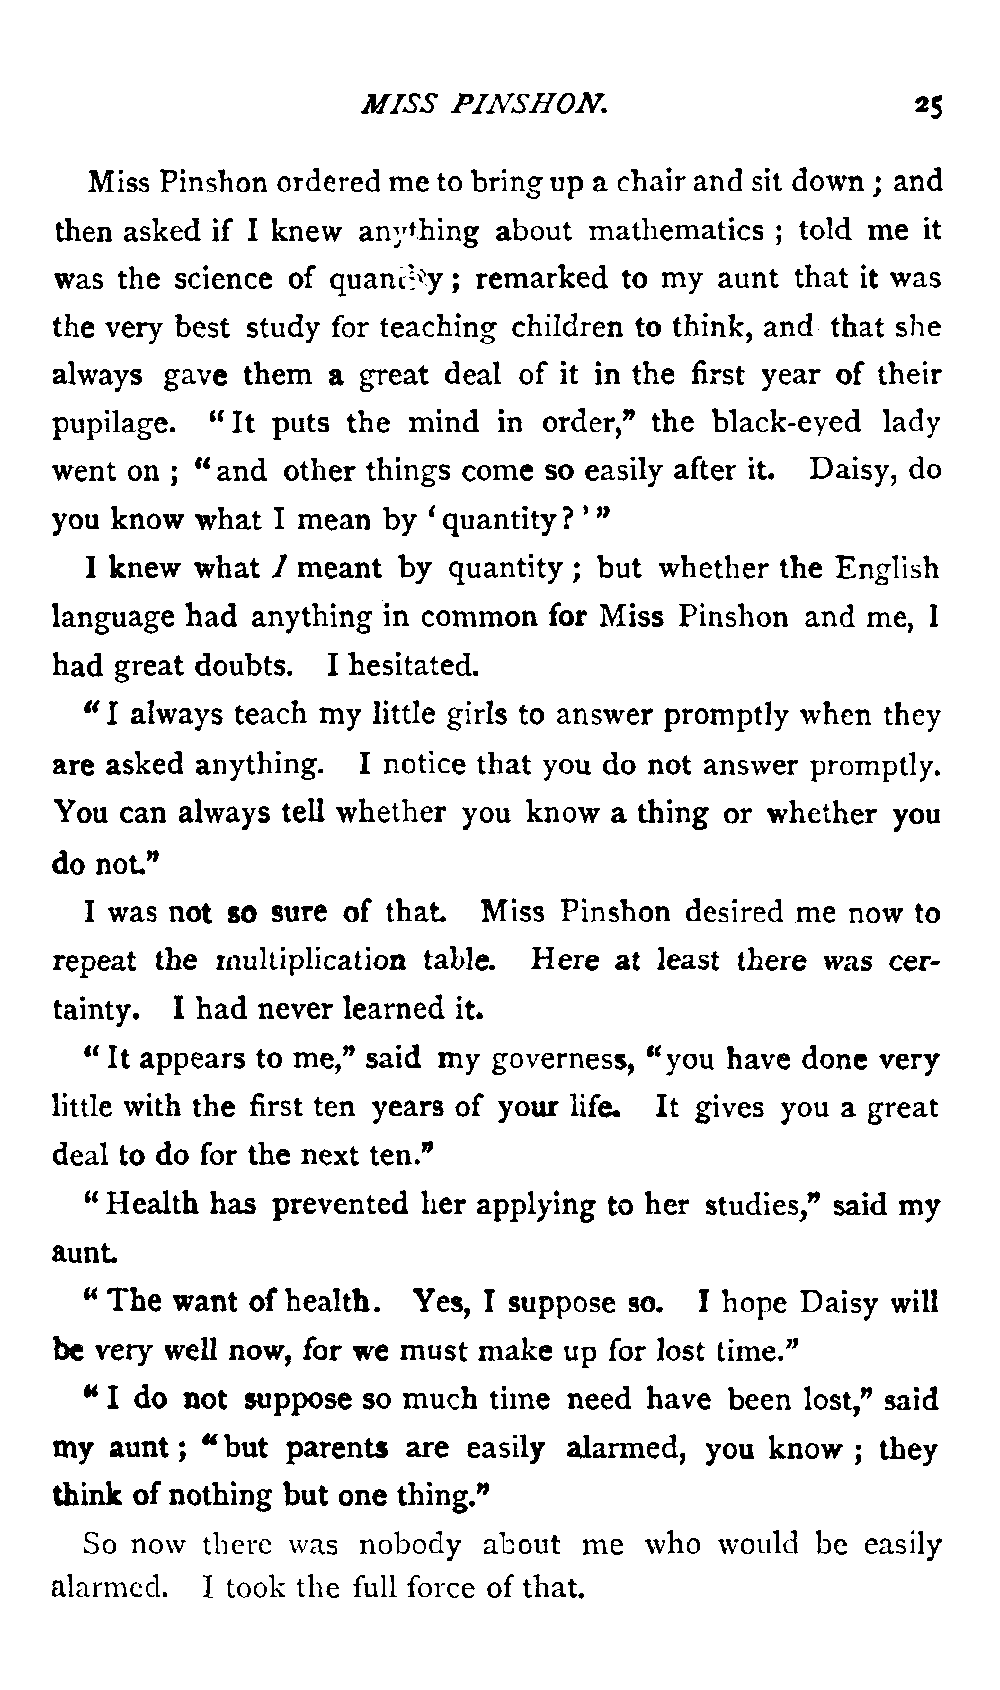 MISS PINSHON. 25
Miss Pinshon ordered me to bring up a chair and sit down ; and
then asked if I knew anything about mathematics ; told me it
was the science of quantity ; remarked to my aunt that it was
the very best study for teaching children to think, and that she
always gave them a great deal of it in the first year of their
pupilage. “ It puts the mind in order,” the black-eyed lady
went on ; “ and other things come so easily after it. Daisy, do
you know what I mean by ‘ quantity ? ’ ”
I knew what I meant by quantity ; but whether the English
language had anything in common for Miss Pinshon and me, I
had great doubts. I hesitated.
“ I always teach my little girls to answer promptly when they
are asked anything. I notice that you do not answer promptly.
You can always tell whether you know a thing or whether you
do not.”
I was not so sure of that. Miss Pinshon desired me now to
repeat the multiplication table. Here at least there was cer-
tainty. I had never learned it.
“ It appears to me,” said my governess, “ you have done very
little with the first ten years of your life. It gives you a great
deal to do for the next ten.”
“ Health has prevented her applying to her studies,” said my
aunt.
“ The want of health. Yes, I suppose so. I hope Daisy will
be very well now, for we must make up for lost time.”
“ I do not suppose so much time need have been lost,” said
my aunt ; “ but parents are easily alarmed, you know ; they
think of nothing but one thing.”
So now there was nobody about me who would be easily
alarmed. I took the full force of that.